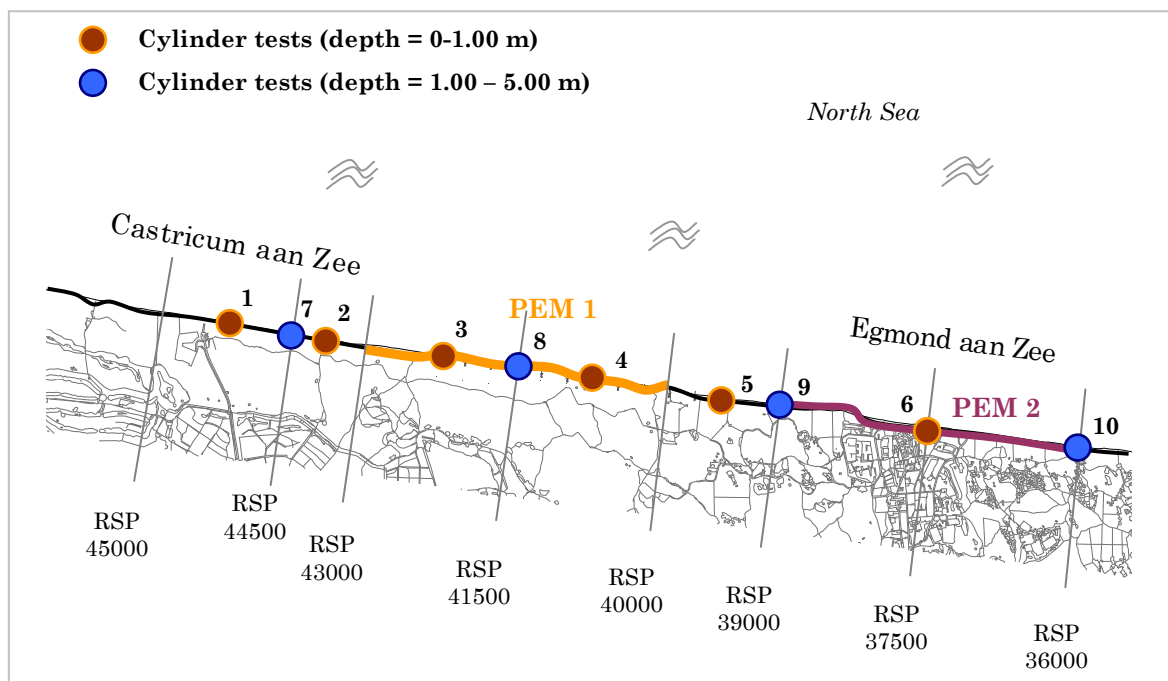 Cylinder tests (depth = 0-1.00 m)
Cylinder tests (depth = 1.00 – 5.00 m)
North Sea
Castricum aan Zee
PEM 1
Egmond aan Zee
PEM 2
1
7
2
3
8
4
5
9
6
10
RSP
45000
RSP
44500
RSP
43000
RSP
41500
RSP
40000
RSP
39000
RSP
37500
RSP
36000